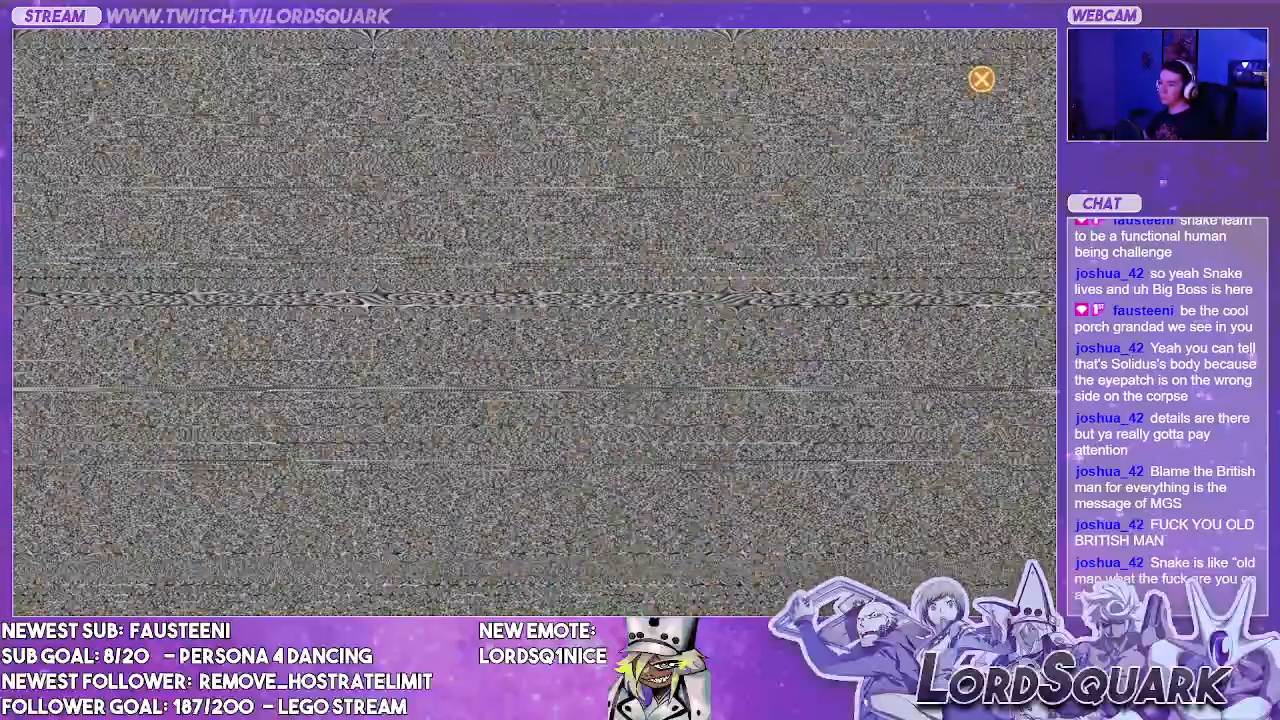 STREAM
WWW.TWITCH.TV/LORDSQUARK
WEBCAM
CHAT
fausteeni snake learn
to be a functional human
being challenge
joshua_42 so yeah Snake
lives and uh Big Boss is here
fausteeni be the cool
porch grandad we see in you
joshua_42 Yeah you can tell
that's Solidus's body because
the eyepatch is on the wrong
side on the corpse
joshua_42 details are there
but ya really gotta pay
attention
joshua_42 Blame the British
man for everything is the
message of MGS
joshua_42 FUCK YOU OLD
BRITISH MAN
joshua_42 Snake is like "old
man what the fuck are you
NEWEST SUB: FAUSTEENI
SUB GOAL: 8/20 - PERSONA 4 DANCING
NEWEST FOLLOWER: REMOVE_HOSTRATELIMIT
FOLLOWER GOAL: 187/200 - LEGO STREAM
NEW EMOTE:
LORDSQ1NICE
LORDSQUARK